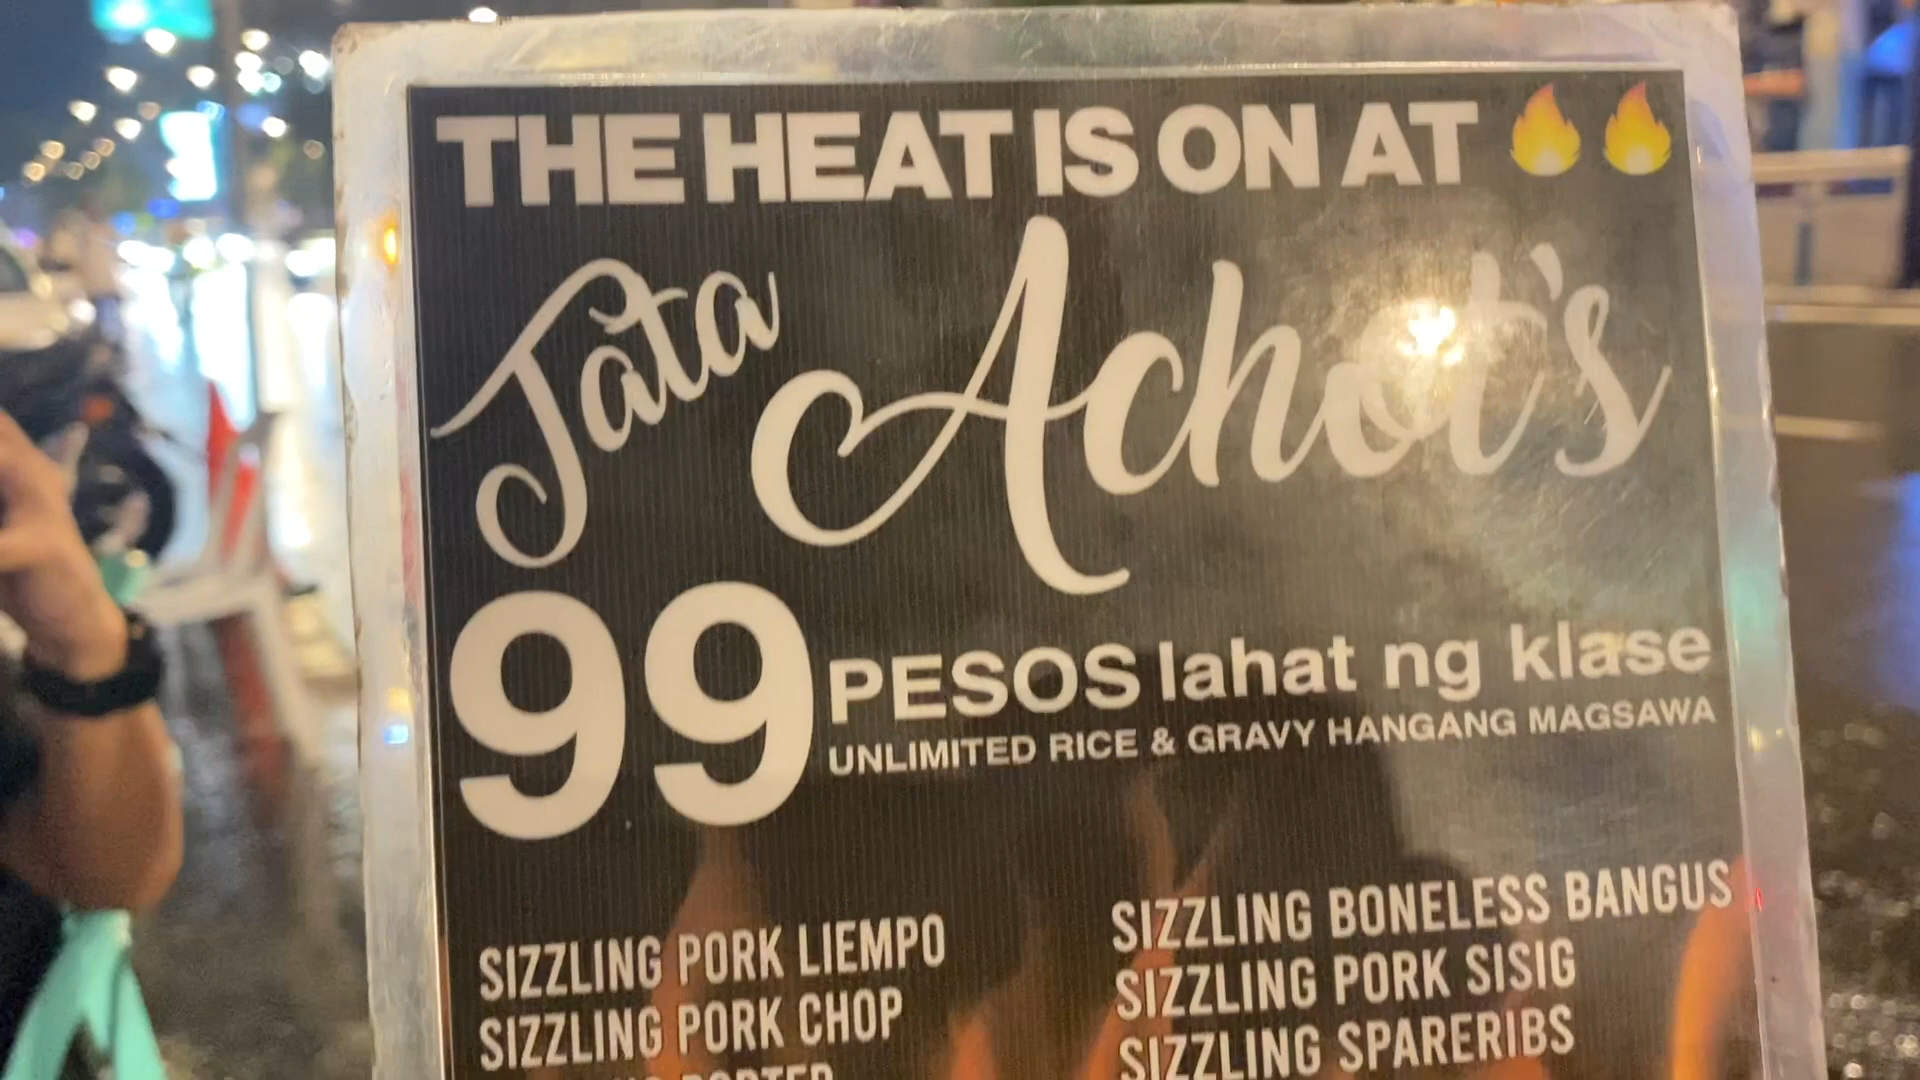 THE HEAT IS ON AT 🔥🔥
Tata Achot's
99 PESOS lahat ng klase
UNLIMITED RICE & GRAVY HANGANG MAGSAWA
SIZZLING PORK LIEMPO
SIZZLING PORK CHOP
SIZZLING BONELESS BANGUS
SIZZLING PORK SISIG
SIZZLING SPARERIBS